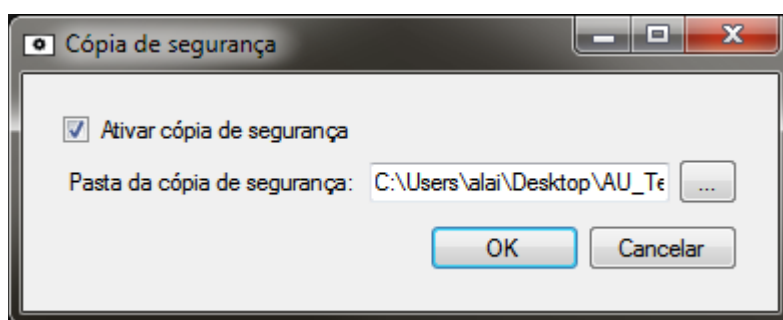 Cópia de segurança
Ativar cópia de segurança
Pasta da cópia de segurança: C:\Users\alai\Desktop\AU_Te ...
OK Cancelar